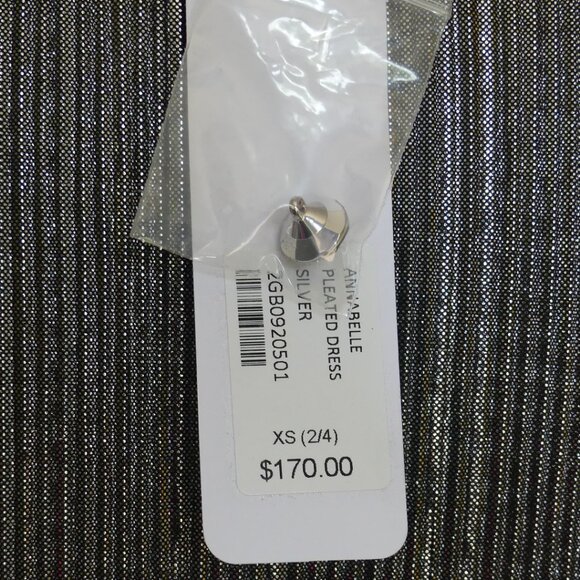 ANNABELLE
PLEATED DRESS
SILVER
2GB0920501
XS (2/4)
$170.00